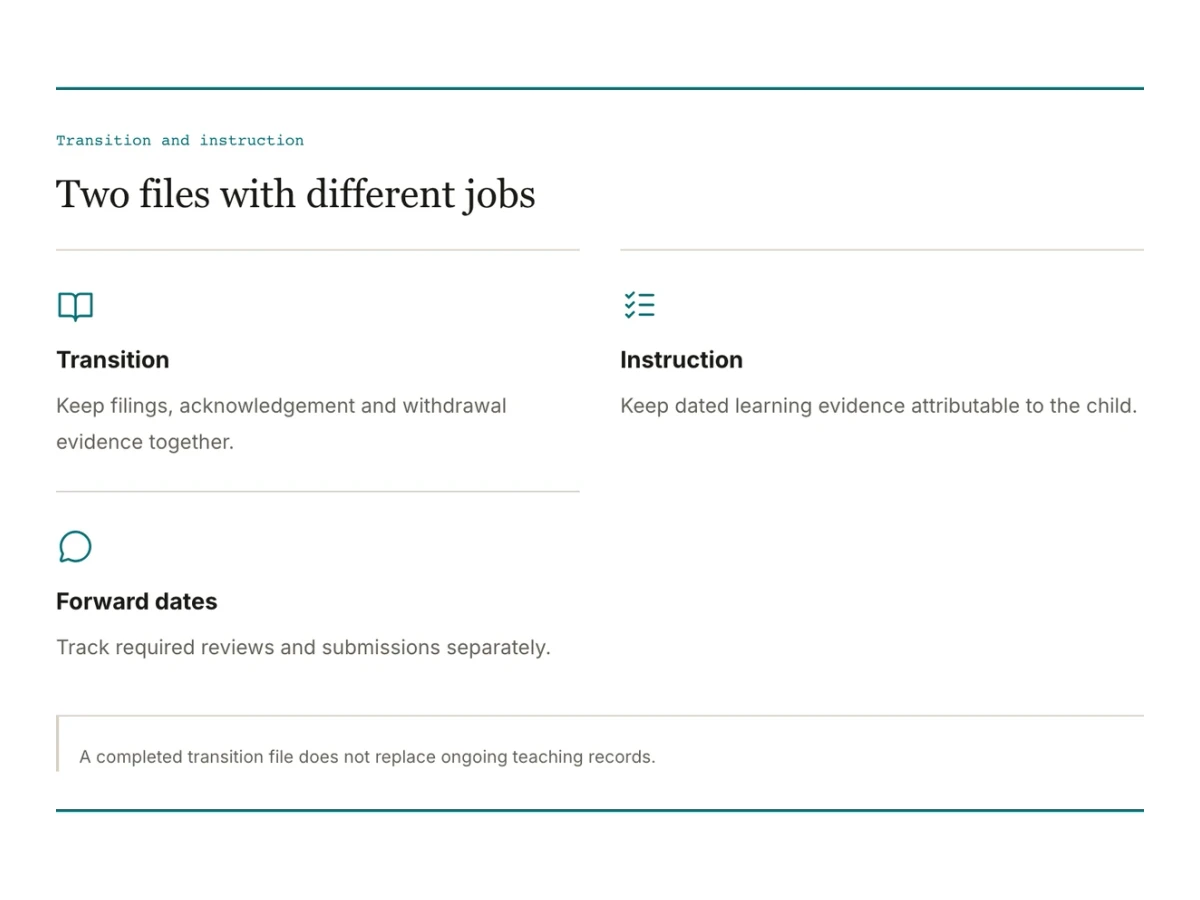 Transition and instruction
Two files with different jobs
Transition
Keep filings, acknowledgement and withdrawal
evidence together.
Instruction
Keep dated learning evidence attributable to the child.
Forward dates
Track required reviews and submissions separately.
A completed transition file does not replace ongoing teaching records.